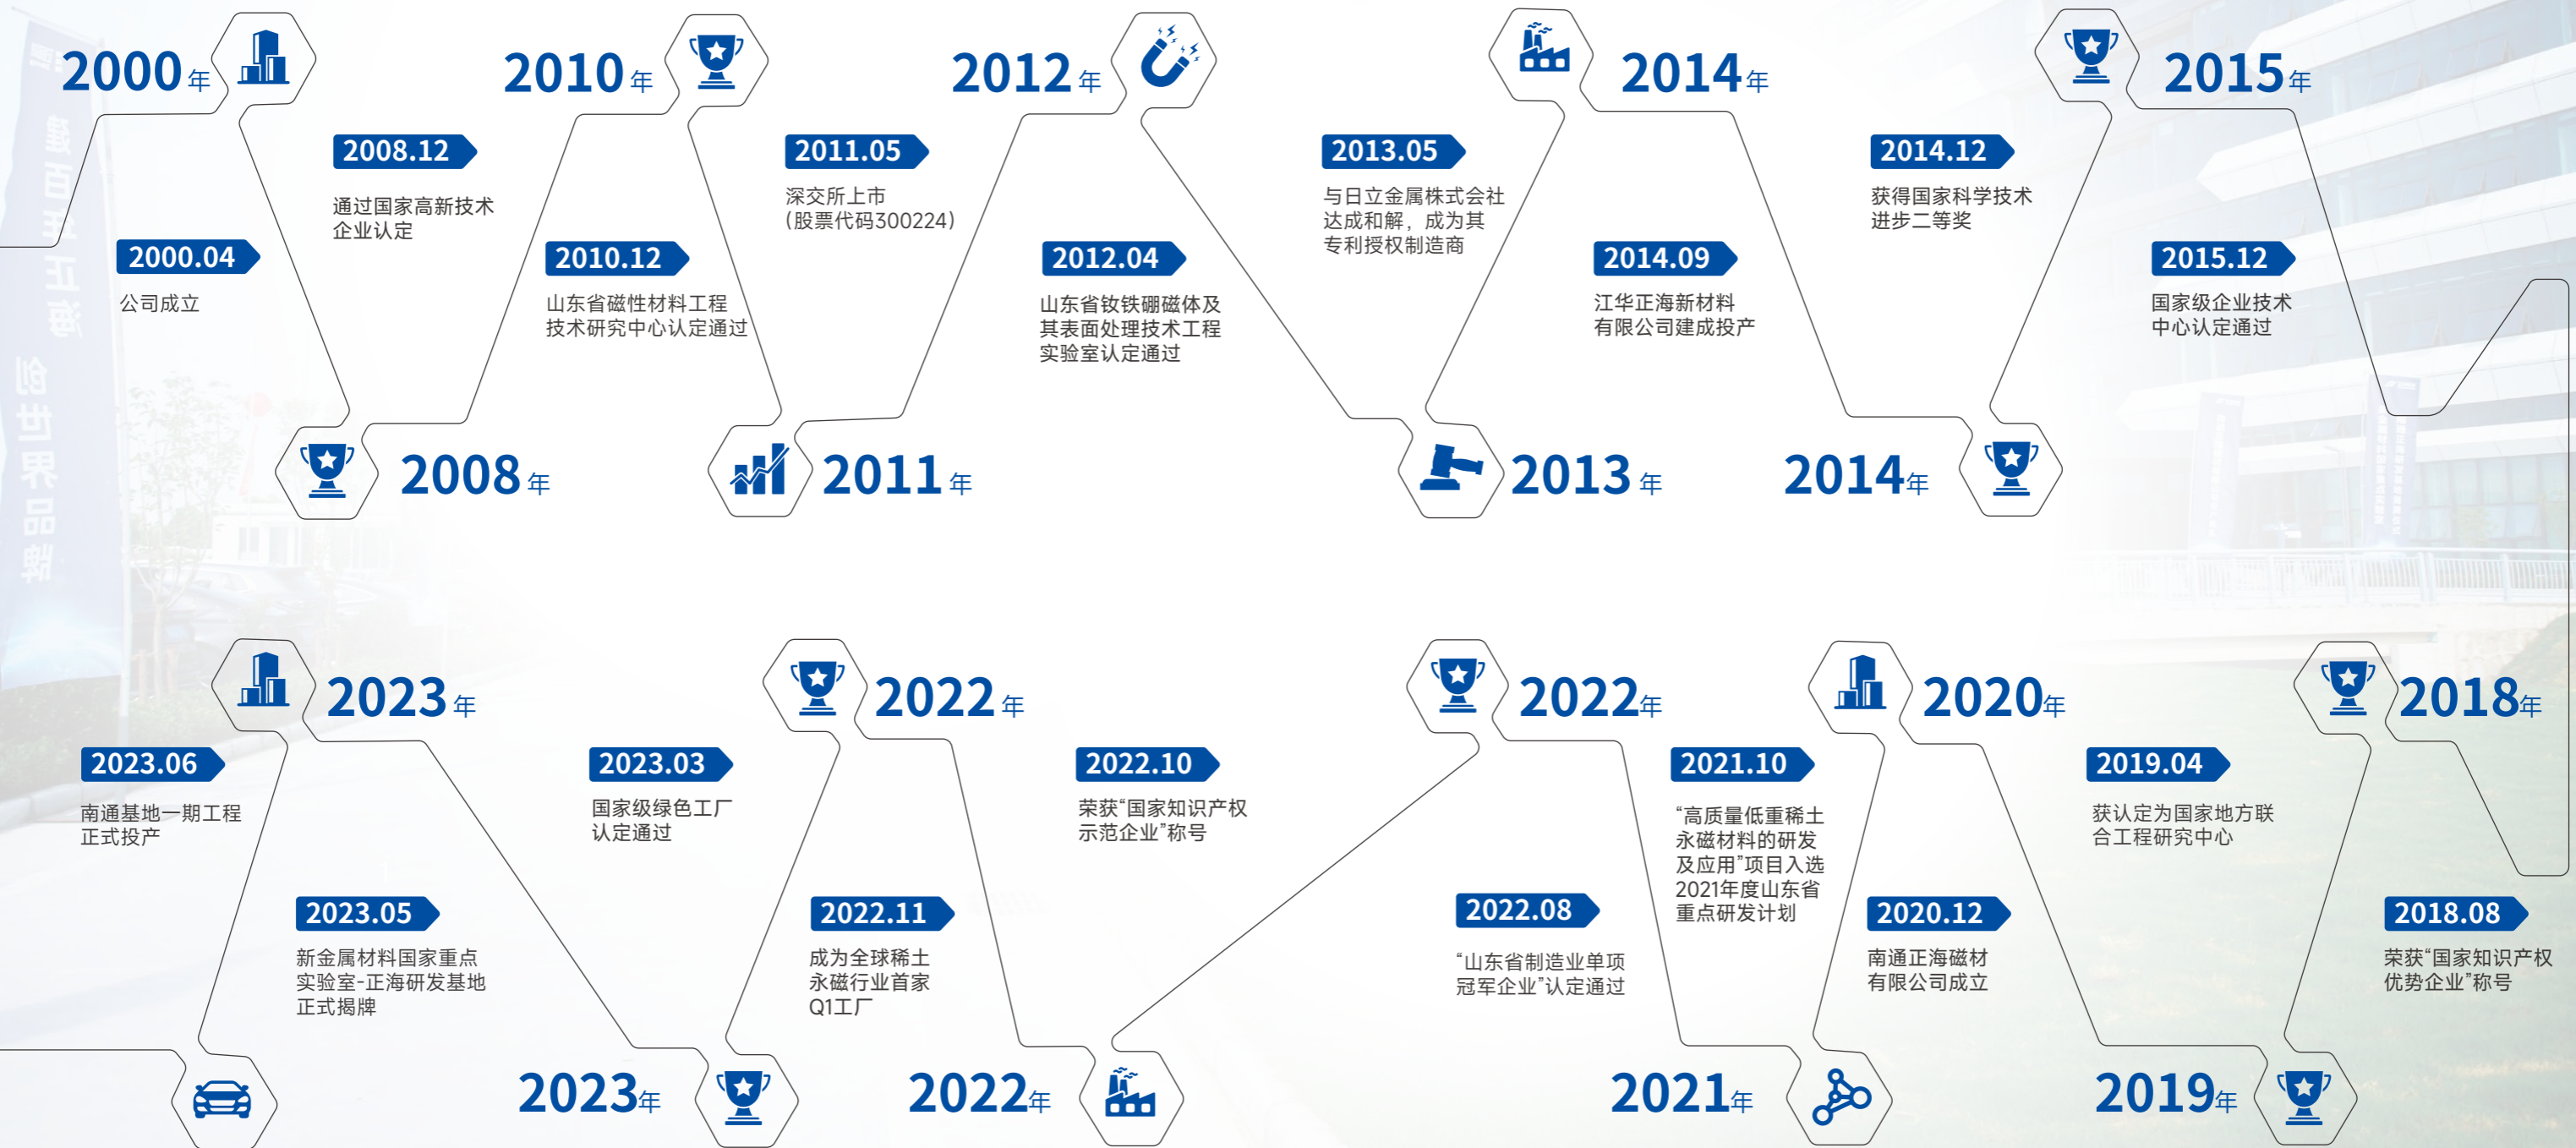 2000年
2008.12
通过国家高新技术
企业认定
2000.04
公司成立
2008年
2010年
2010.12
山东省磁性材料工程
技术研究中心认定通过
2011.05
深交所上市
(股票代码300224)
2011年
2012年
2012.04
山东省钕铁硼磁体及
其表面处理技术工程
实验室认定通过
2013.05
与日立金属株式会社
达成和解，成为其
专利授权制造商
2013年
2014年
2014.09
江华正海新材料
有限公司建成投产
2014.12
获得国家科学技术
进步二等奖
2014年
2015年
2015.12
国家级企业技术
中心认定通过
建百年正海
创世界品牌
2018年
2018.08
荣获“国家知识产权
优势企业”称号
2019.04
获认定为国家地方联
合工程研究中心
2019年
2020年
2020.12
南通正海磁材
有限公司成立
2021.10
“高质量低重稀土
永磁材料的研发
及应用”项目入选
2021年度山东省
重点研发计划
2021年
2022年
2022.08
“山东省制造业单项
冠军企业”认定通过
2022.10
荣获“国家知识产权
示范企业”称号
2022年
2022年
2022.11
成为全球稀土
永磁行业首家
Q1工厂
2023.03
国家级绿色工厂
认定通过
2023年
2023年
2023.05
新金属材料国家重点
实验室-正海研发基地
正式揭牌
2023.06
南通基地一期工程
正式投产